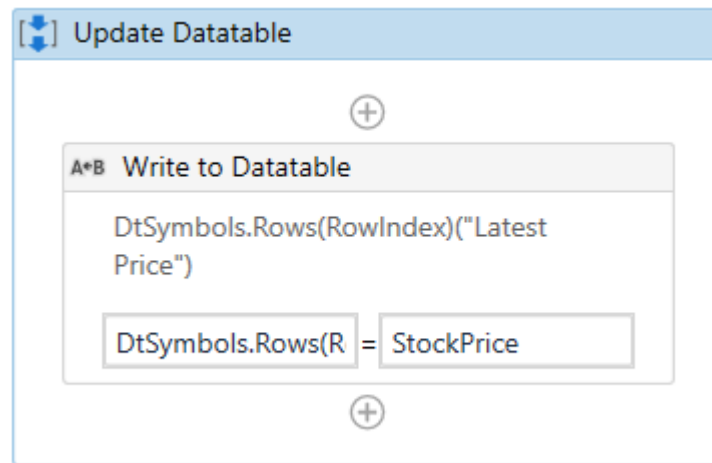 Update Datatable
A B Write to Datatable
DtSymbols.Rows(RowIndex)("Latest
Price")
DtSymbols.Rows(R = StockPrice